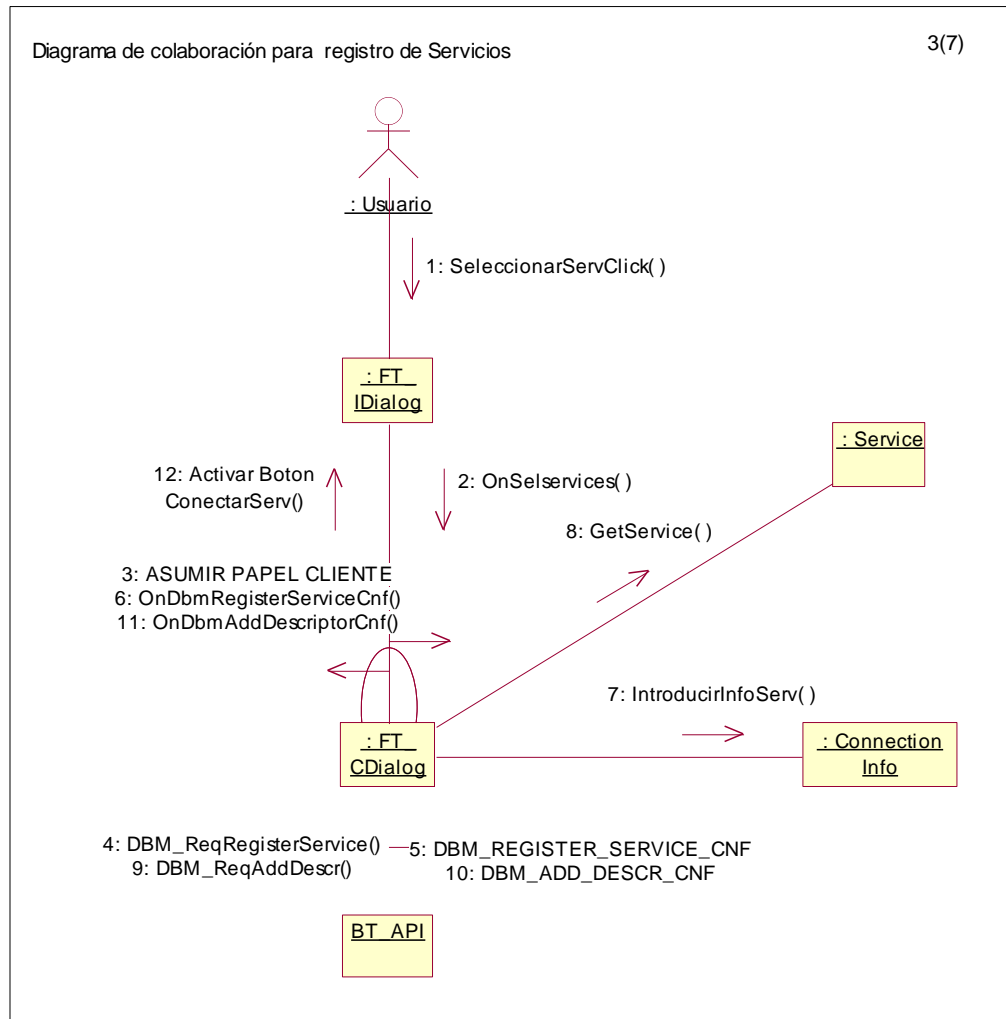 Diagrama de colaboración para registro de Servicios
3(7)
: Usuario
1: SeleccionarServClick( )
: FT_
IDialog
: Service
12: Activar Boton
ConectarServ()
2: OnSelservices( )
8: GetService( )
3: ASUMIR PAPEL CLIENTE
6: OnDbmRegisterServiceCnf()
11: OnDbmAddDescriptorCnf()
7: IntroducirInfoServ( )
: FT_
CDialog
: Connection
Info
4: DBM_ReqRegisterService()
5: DBM_REGISTER_SERVICE_CNF
9: DBM_ReqAddDescr()
10: DBM_ADD_DESCR_CNF
BT_API